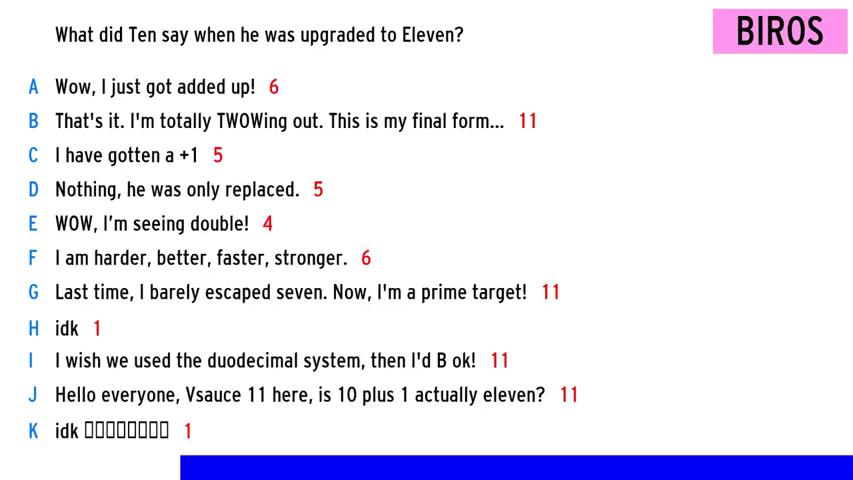 What did Ten say when he was upgraded to Eleven?
BIROS
A Wow, I just got added up! 6
B That's it. I'm totally TWOWing out. This is my final form... 11
C I have gotten a +1 5
D Nothing, he was only replaced. 5
E WOW, I’m seeing double! 4
F I am harder, better, faster, stronger. 6
G Last time, I barely escaped seven. Now, I'm a prime target! 11
H idk 1
I I wish we used the duodecimal system, then I'd B ok! 11
J Hello everyone, Vsauce 11 here, is 10 plus 1 actually eleven? 11
K idk ▯▯▯▯▯▯▯▯▯ 1